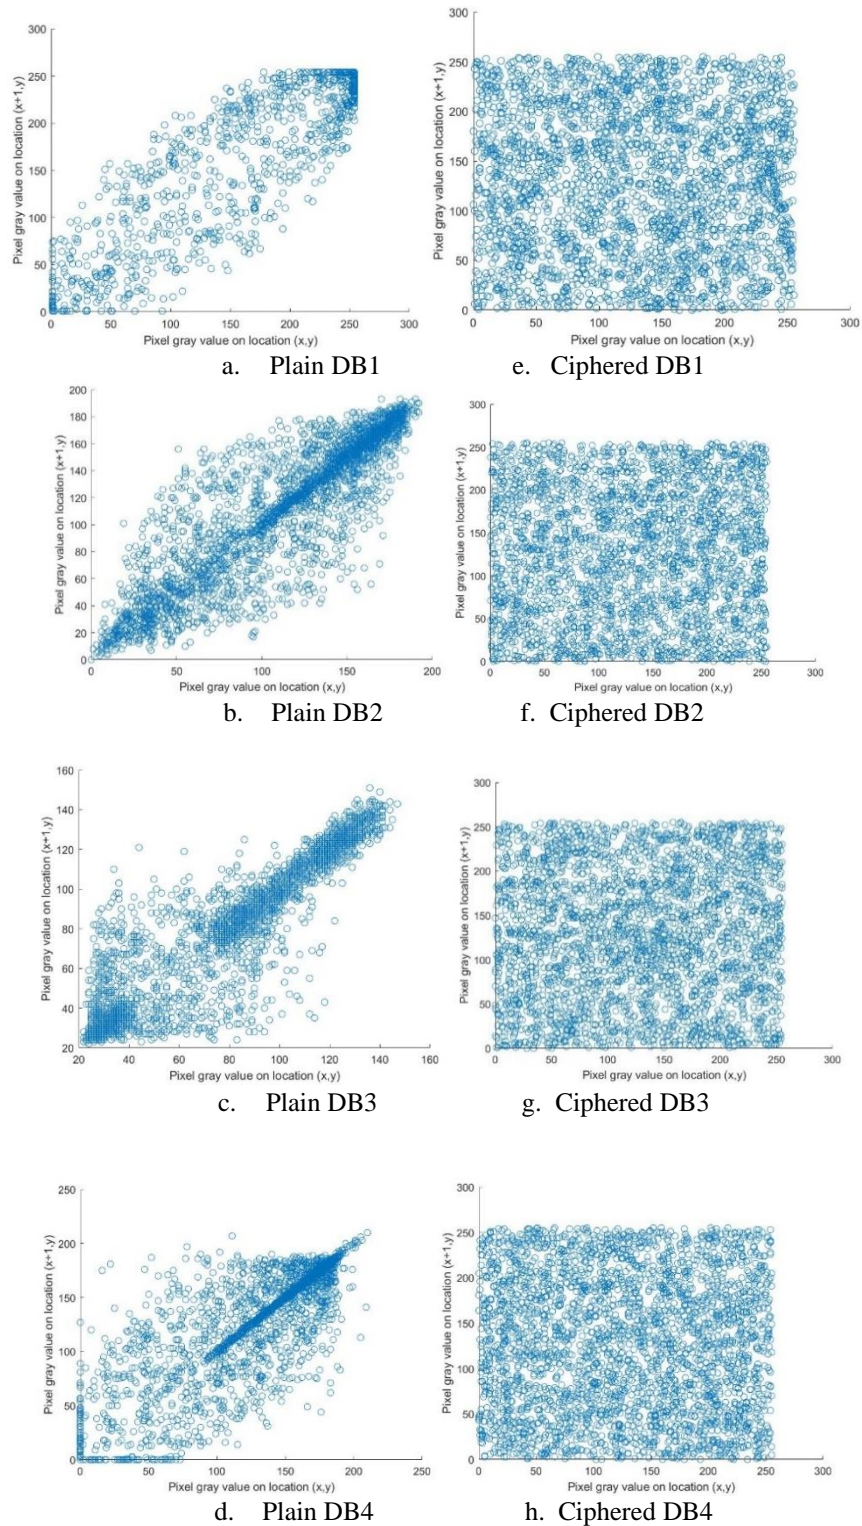 Pixel gray value on location (x+1,y)
300
250
200
150
100
50
0
0 50 100 150 200 250 300
Pixel gray value on location (x,y)
a. Plain DB1
Pixel gray value on location (x+1,y)
300
250
200
150
100
50
0
0 50 100 150 200 250 300
Pixel gray value on location (x,y)
e. Ciphered DB1
Pixel gray value on location (x+1,y)
200
180
160
140
120
100
80
60
40
20
0
0 50 100 150 200
Pixel gray value on location (x,y)
b. Plain DB2
Pixel gray value on location (x+1,y)
300
250
200
150
100
50
0
0 50 100 150 200 250 300
Pixel gray value on location (x,y)
f. Ciphered DB2
Pixel gray value on location (x+1,y)
160
140
120
100
80
60
40
20
20 40 60 80 100 120 140 160
Pixel gray value on location (x,y)
c. Plain DB3
Pixel gray value on location (x+1,y)
300
250
200
150
100
50
0
0 50 100 150 200 250 300
Pixel gray value on location (x,y)
g. Ciphered DB3
Pixel gray value on location (x+1,y)
250
200
150
100
50
0
0 50 100 150 200 250
Pixel gray value on location (x,y)
d. Plain DB4
Pixel gray value on location (x+1,y)
300
250
200
150
100
50
0
0 50 100 150 200 250 300
Pixel gray value on location (x,y)
h. Ciphered DB4